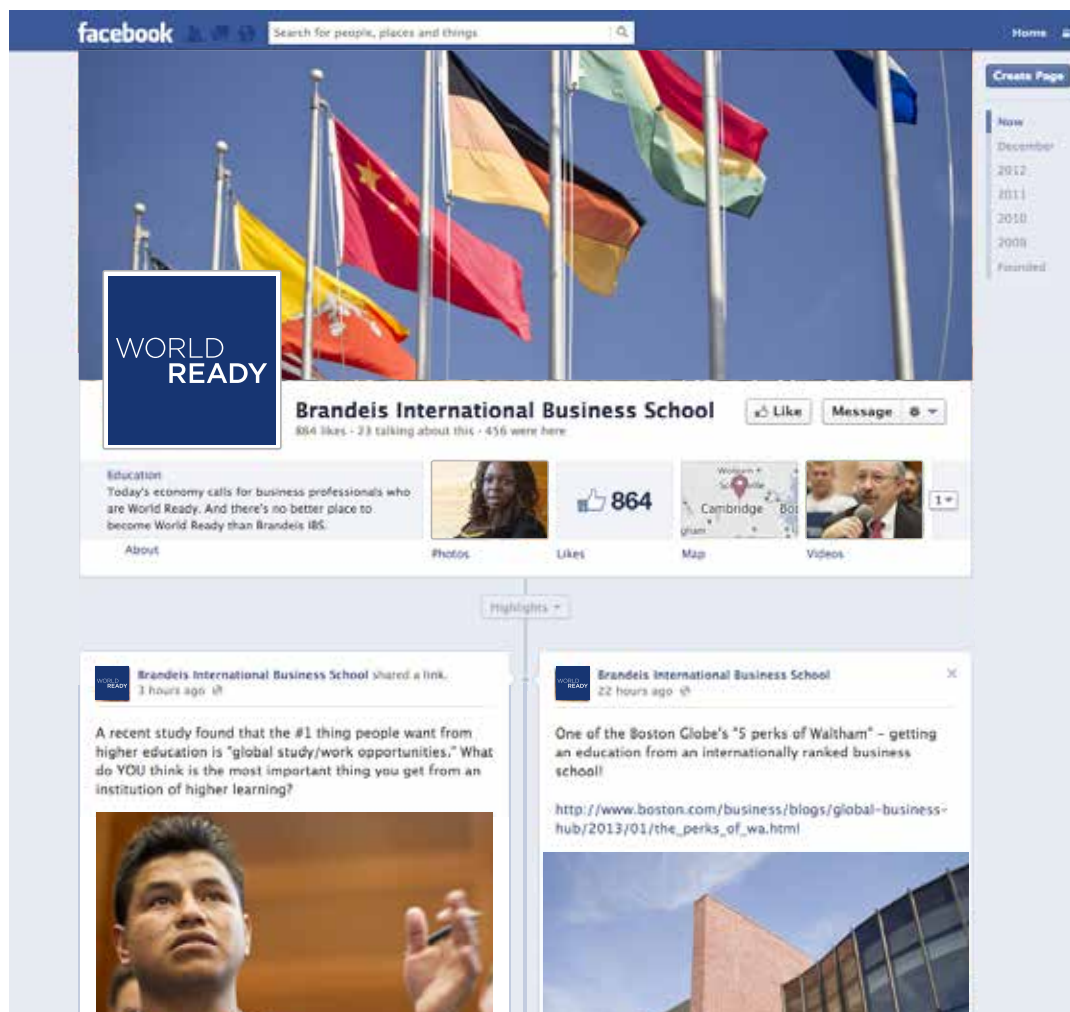 facebook
Search for people, places and things
Home
Create Page
Now
December
2012
2011
2010
2009
Founded
WORLD
READY
Brandeis International Business School
Like
Message
864 likes · 23 talking about this · 456 were here
Education
Today's economy calls for business professionals who
are World Ready. And there's no better place to
become World Ready than Brandeis IBS.
About
Photos
864
Likes
Cambridge
Map
Videos
1
Highlights
WORLD
READY
Brandeis International Business School shared a link.
3 hours ago
A recent study found that the #1 thing people want from
higher education is "global study/work opportunities." What
do YOU think is the most important thing you get from an
institution of higher learning?
WORLD
READY
Brandeis International Business School
22 hours ago
One of the Boston Globe's "5 perks of Waltham" – getting
an education from an internationally ranked business
school!
http://www.boston.com/business/blogs/global-business-
hub/2013/01/the_perks_of_wa.html